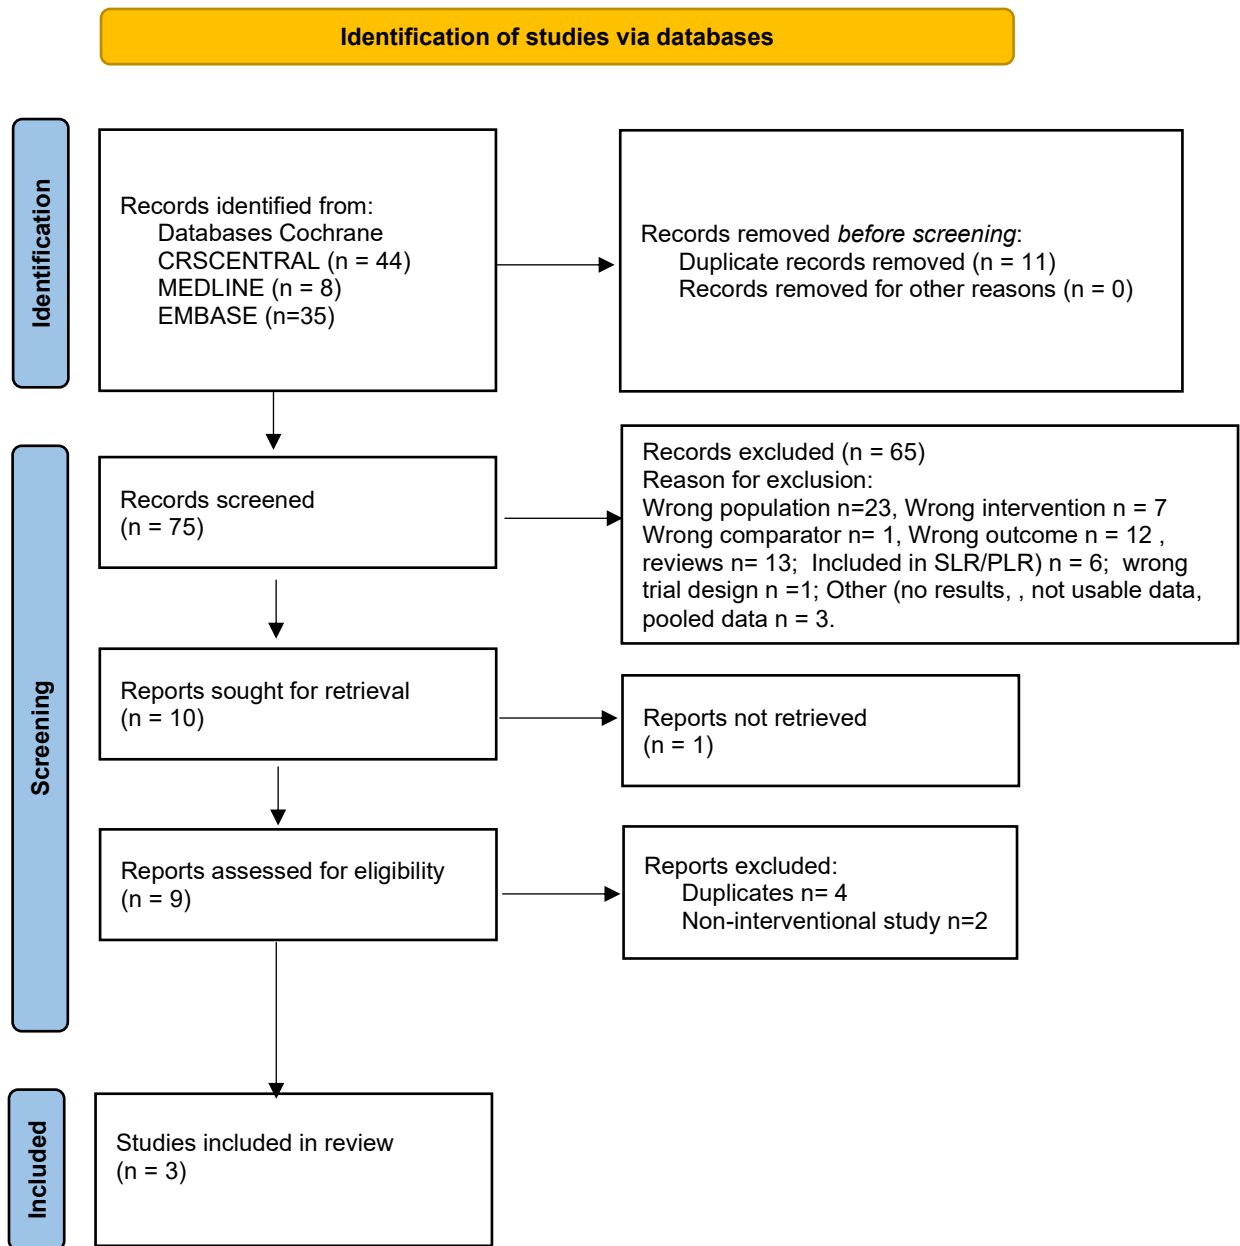 Identification of studies via databases
Identification
Records identified from:
Databases Cochrane
CRSCENTRAL (n = 44)
MEDLINE (n = 8)
EMBASE (n=35)
Records removed before screening:
Duplicate records removed (n = 11)
Records removed for other reasons (n = 0)
Screening
Records screened
(n = 75)
Records excluded (n = 65)
Reason for exclusion:
Wrong population n=23, Wrong intervention n = 7
Wrong comparator n= 1, Wrong outcome n = 12 ,
reviews n= 13;  Included in SLR/PLR) n = 6;  wrong
trial design n =1; Other (no results, , not usable data,
pooled data n = 3.
Reports sought for retrieval
(n = 10)
Reports not retrieved
(n = 1)
Reports assessed for eligibility
(n = 9)
Reports excluded:
Duplicates n= 4
Non-interventional study n=2
Included
Studies included in review
(n = 3)